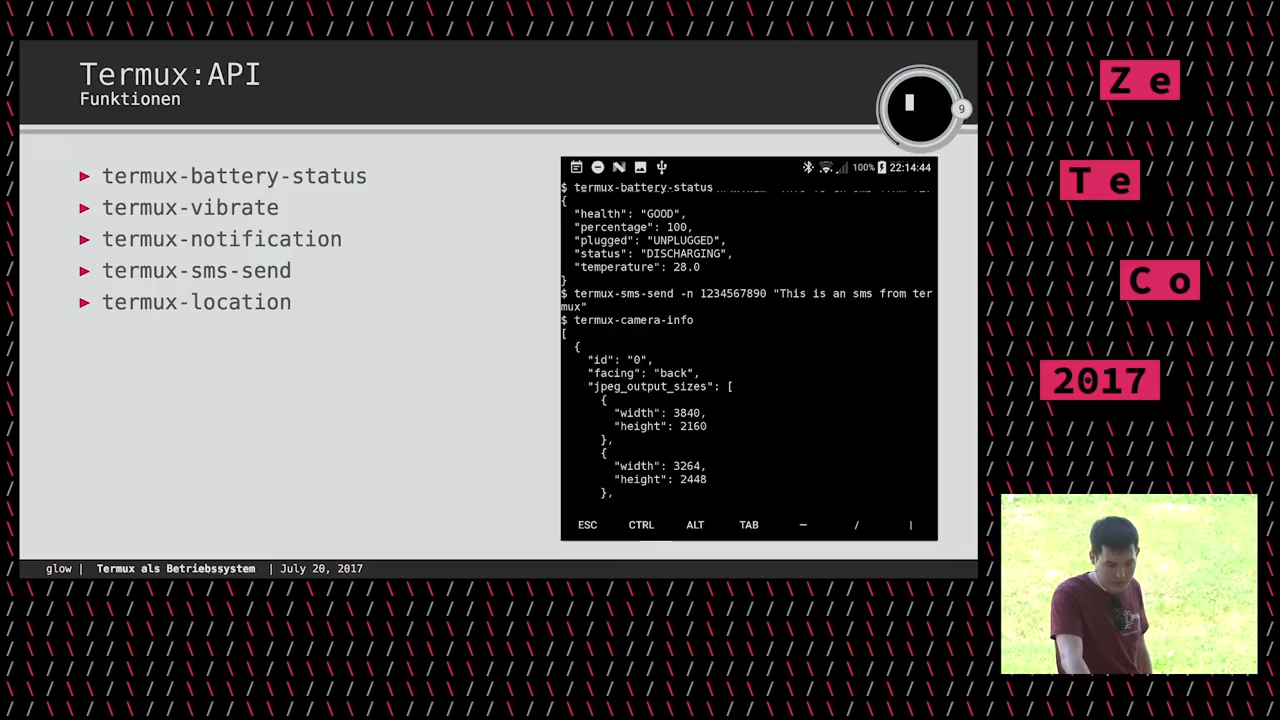 Termux:API
Funktionen
9
► termux-battery-status
► termux-vibrate
► termux-notification
► termux-sms-send
► termux-location
100% 22:14:44
$ termux-battery-status
{
"health": "GOOD",
"percentage": 100,
"plugged": "UNPLUGGED",
"status": "DISCHARGING",
"temperature": 28.0
}
$ termux-sms-send -n 1234567890 "This is an sms from ter
mux"
$ termux-camera-info
[
{
"id": "0",
"facing": "back",
"jpeg_output_sizes": [
{
"width": 3840,
"height": 2160
},
{
"width": 3264,
"height": 2448
},
ESC CTRL ALT TAB – / |
glow | Termux als Betriebssystem | July 20, 2017
Ze
Te
Co
2017